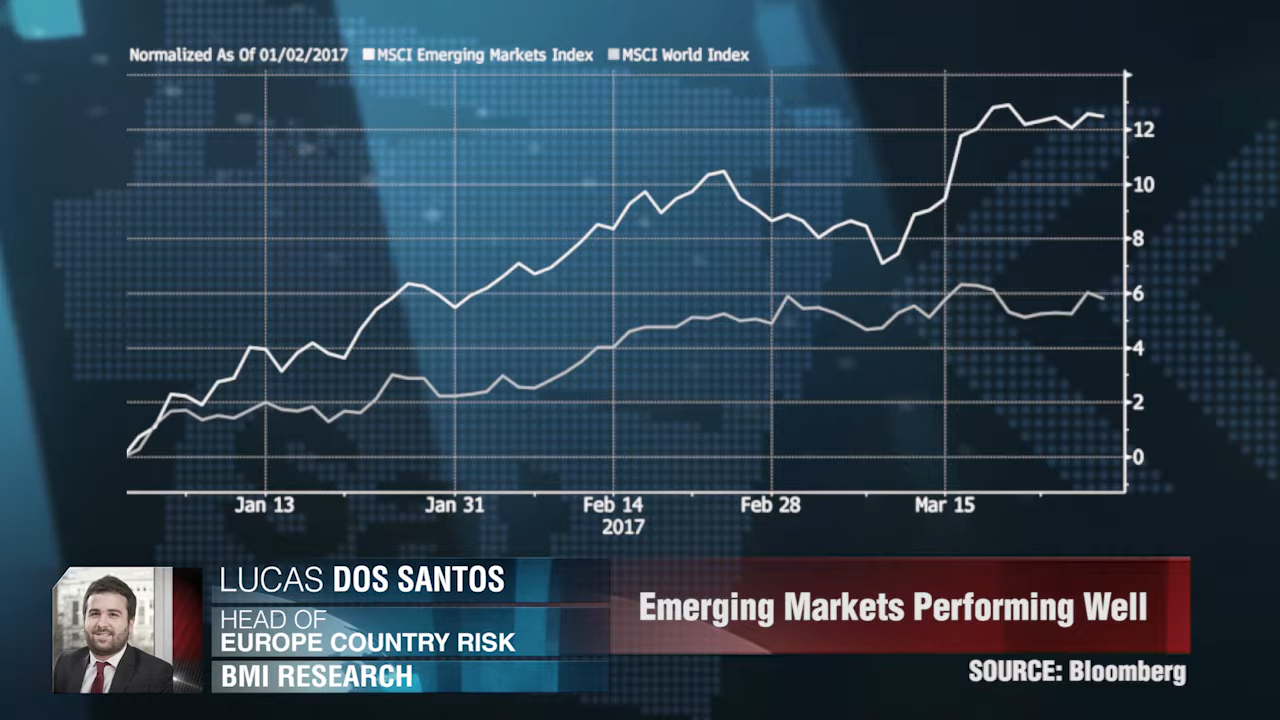 Normalized As Of 01/02/2017 MSCI Emerging Markets Index MSCI World Index
12
10
8
6
4
2
0
Jan 13 Jan 31 Feb 14 Feb 28 Mar 15
2017
LUCAS DOS SANTOS
HEAD OF
EUROPE COUNTRY RISK
BMI RESEARCH
Emerging Markets Performing Well
SOURCE: Bloomberg